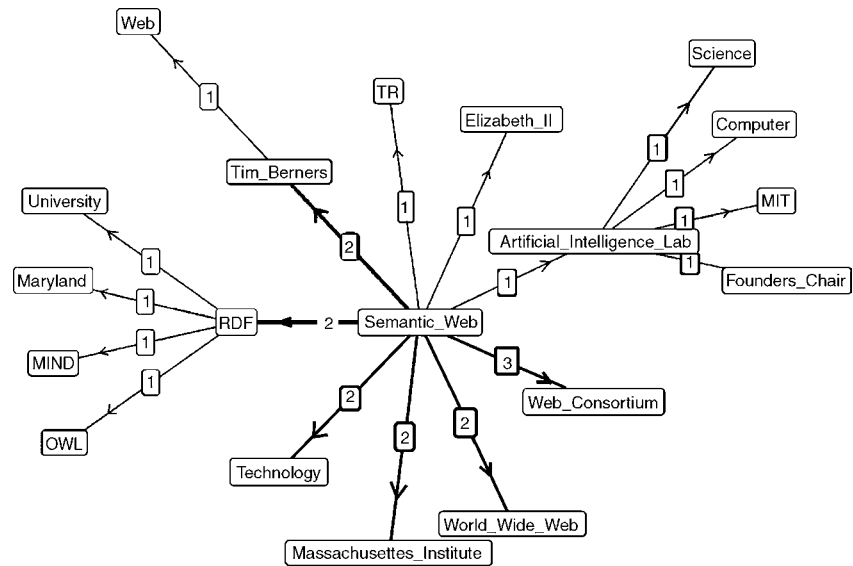 Web
Science
TR
1
Elizabeth_II
Computer
1
Tim_Berners
1
University
MIT
1
1
1
Artificial_Intelligence_Lab
2
1
1
Founders_Chair
Maryland
1
1
RDF
2
Semantic_Web
1
MIND
3
1
2
Web_Consortium
2
2
OWL
Technology
World_Wide_Web
Massachusettes_Institute